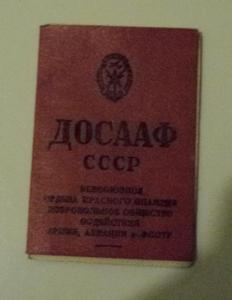 ДОСААФ
СССР
ВСЕСОЮЗНОЕ
ОРДЕНА КРАСНОГО ЗНАМЕНИ
ДОБРОВОЛЬНОЕ ОБЩЕСТВО
СОДЕЙСТВИЯ
АРМИИ, АВИАЦИИ и ФЛОТУ